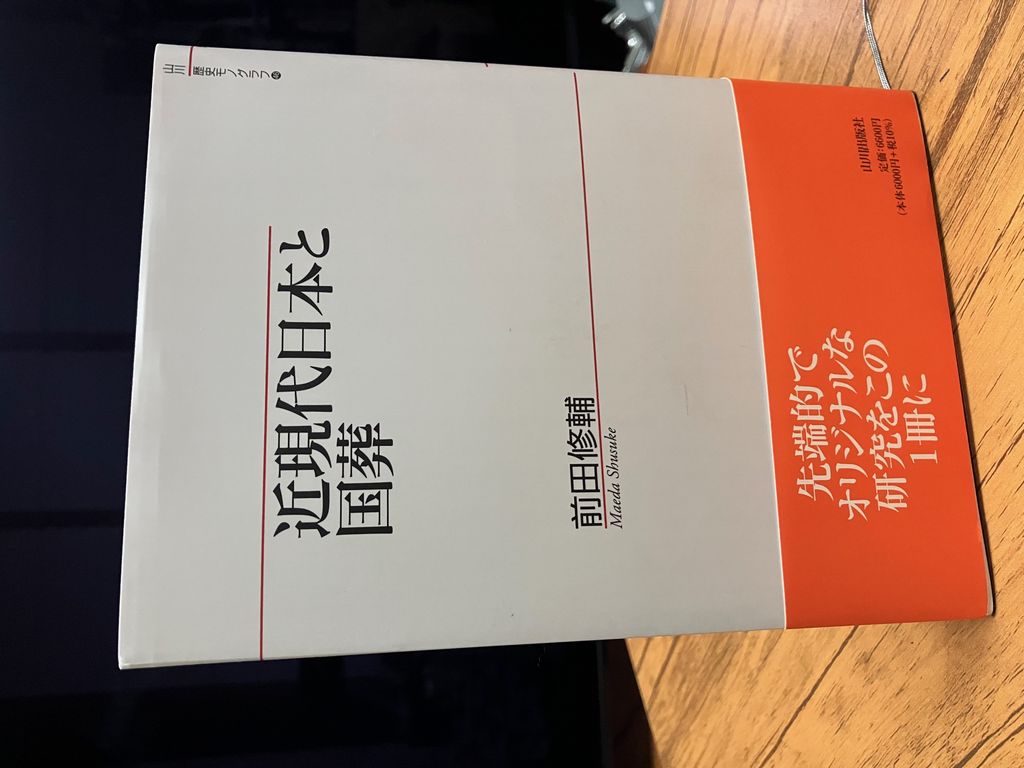 山川
歴史モノグラフ
近現代日本と
国葬
前田修輔
Maeda Shusuke
山川出版社
定価:6600円
(本体6000円+税10%)
先端的で
オリジナルな
研究をこの
1冊に